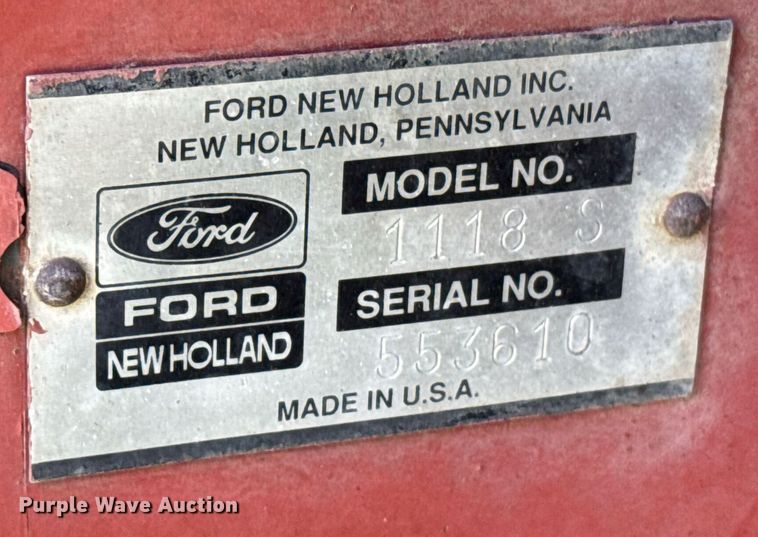 FORD NEW HOLLAND INC.
NEW HOLLAND, PENNSYLVANIA
Ford
FORD
NEW HOLLAND
MODEL NO.
1118 S
SERIAL NO.
553610
MADE IN U.S.A.
Purple Wave Auction